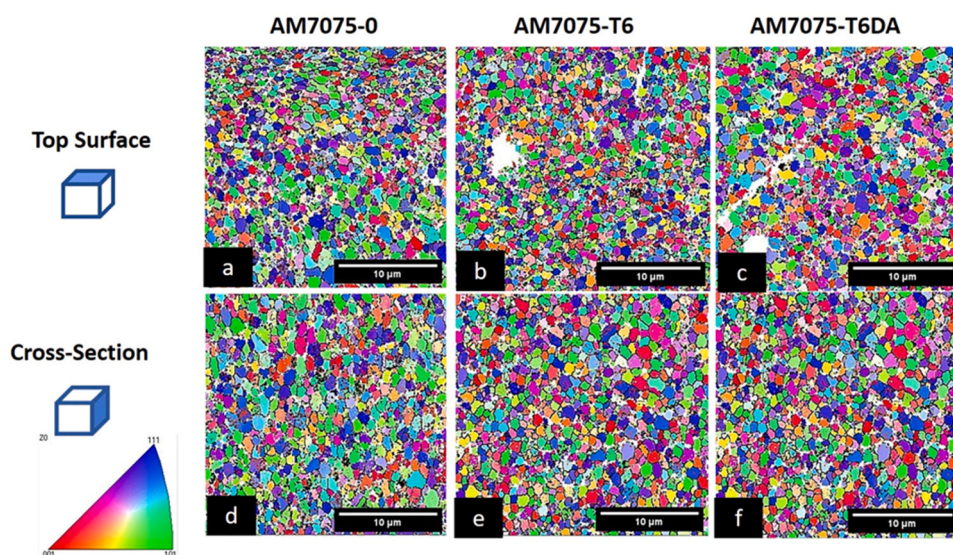 AM7075-0 AM7075-T6 AM7075-T6DA
Top Surface
a 10 µm b 10 µm c 10 µm
Cross-Section
20 111
001 101
d 10 µm e 10 µm f 10 µm